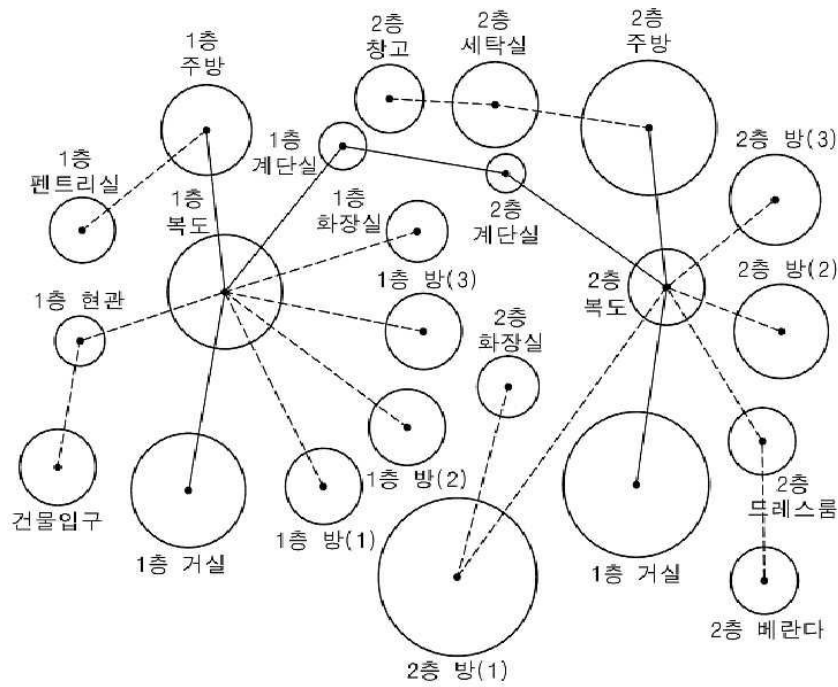 1층
주방
2층
창고
2층
세탁실
2층
주방
1층
펜트리실
1층
계단실
2층 방(3)
1층
복도
1층
화장실
2층
계단실
1층 현관
1층 방(3)
2층
복도
2층 방(2)
2층
화장실
건물입구
1층 거실
1층 방(1)
1층 방(2)
1층 거실
2층
드레스룸
2층 방(1)
2층 베란다